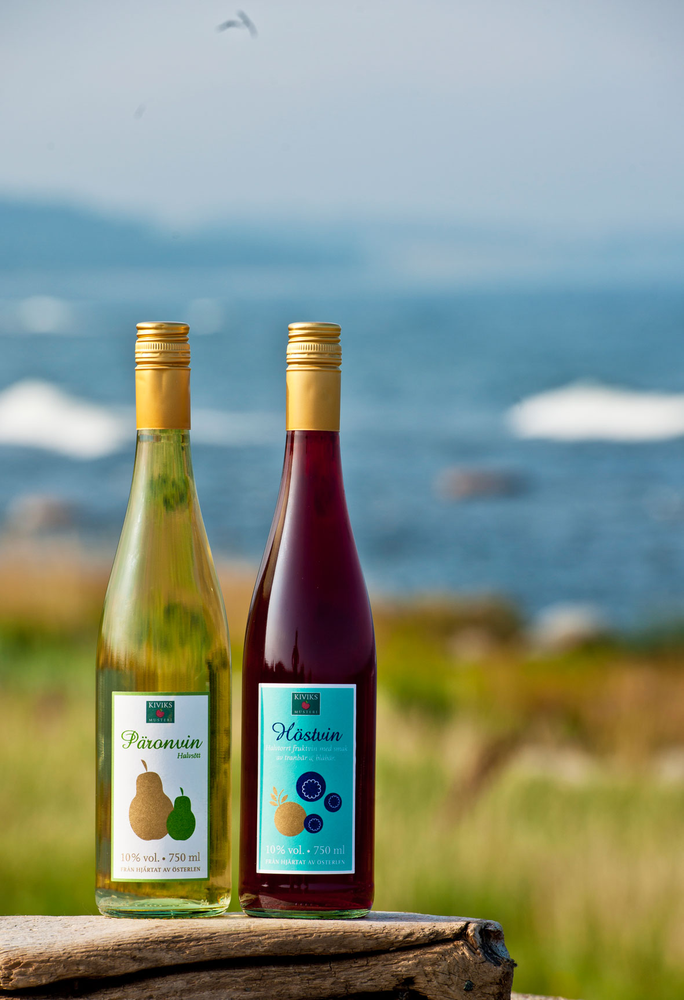 KIVIKS
MUSTERI
Päronvin
Halvsött
10% vol. • 750 ml
FRÅN HJÄRTAT AV ÖSTERLEN
KIVIKS
MUSTERI
Höstvin
Halvtorrt fruktvin med smak
av tranbär & blåbär.
10% vol. • 750 ml
FRÅN HJÄRTAT AV ÖSTERLEN